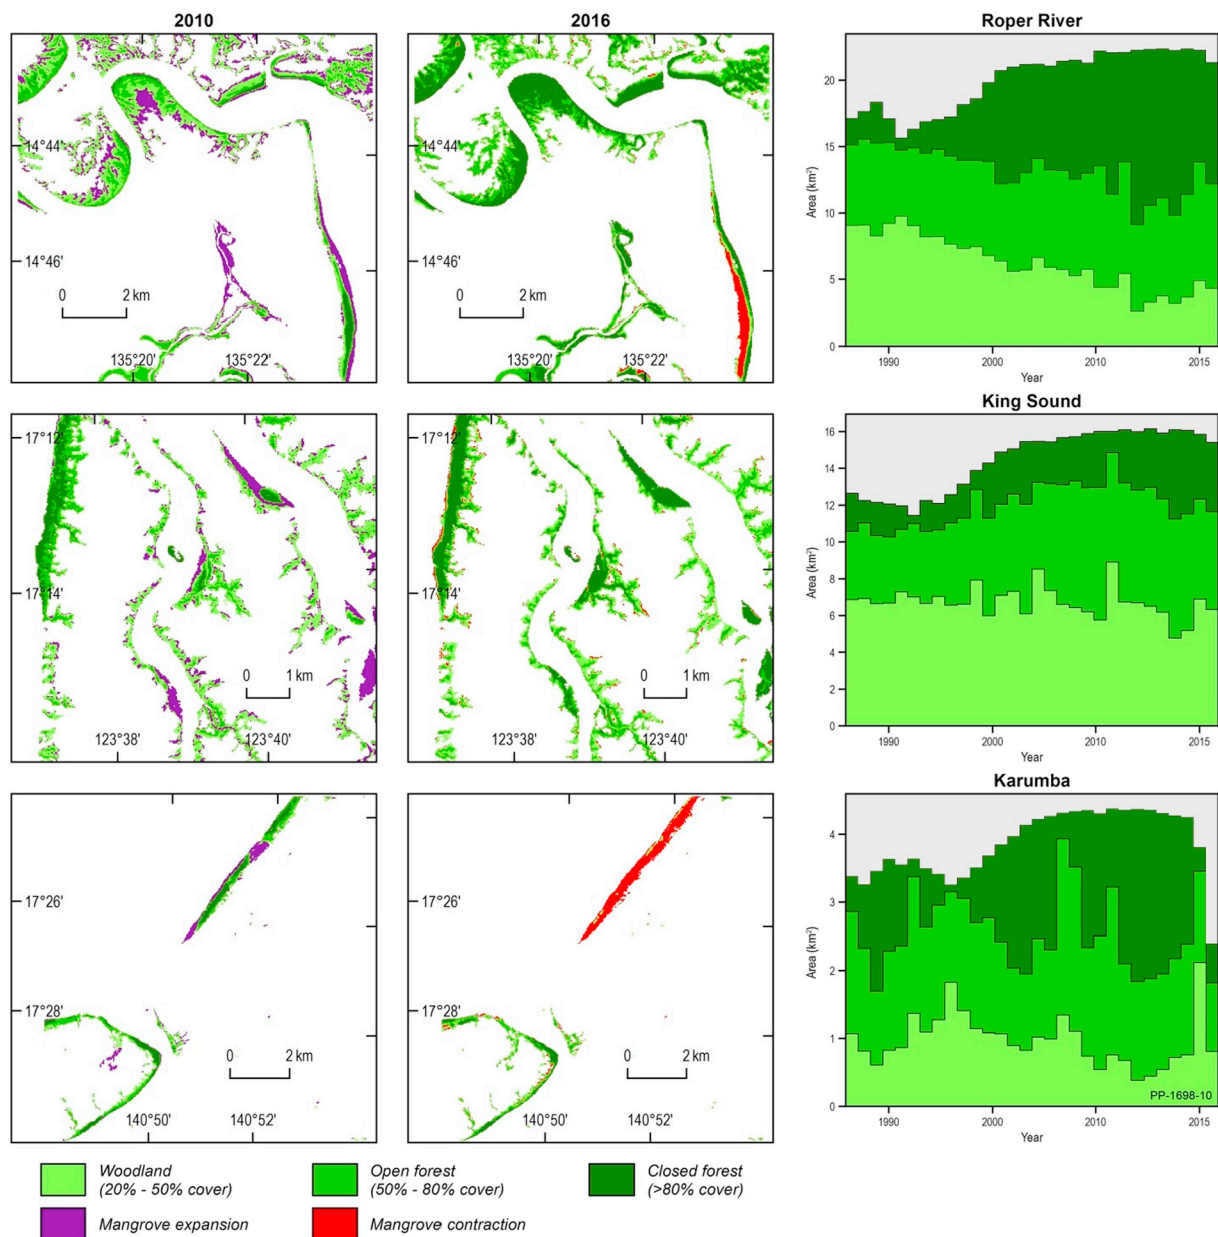 2010
2016
Roper River
14°44'
14°46'
0 2 km
135°20' 135°22'
14°44'
14°46'
0 2 km
135°20' 135°22'
20
15
10
5
0
Area (km²)
1990 2000 2010 2015
Year
King Sound
17°12'
17°14'
0 1 km
123°38' 123°40'
17°12'
17°14'
0 1 km
123°38' 123°40'
16
14
12
10
8
6
4
2
0
Area (km²)
1990 2000 2010 2015
Year
Karumba
17°26'
17°28'
0 2 km
140°50' 140°52'
17°26'
17°28'
0 2 km
140°50' 140°52'
4
3
2
1
0
Area (km²)
PP-1698-10
1990 2000 2010 2015
Year
Woodland
(20% - 50% cover)
Open forest
(50% - 80% cover)
Closed forest
(>80% cover)
Mangrove expansion
Mangrove contraction